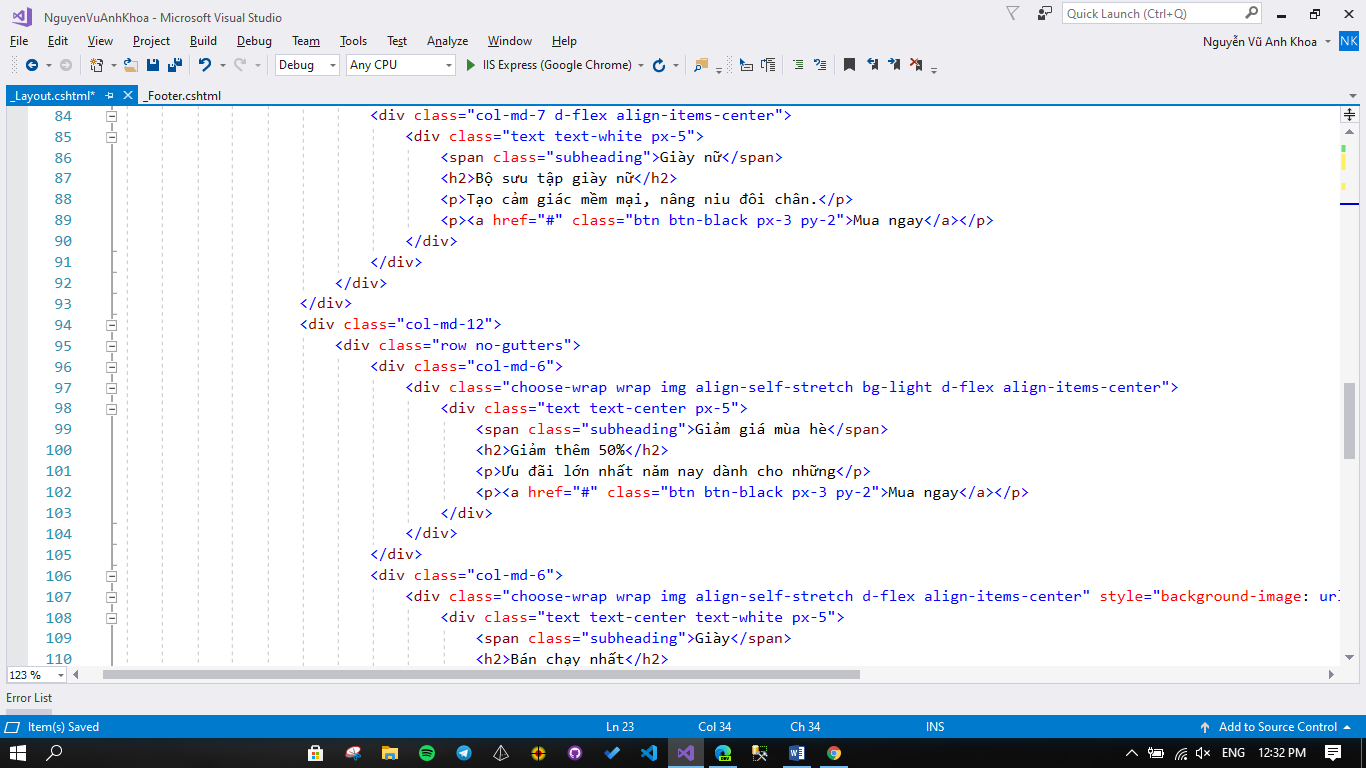 NguyenVuAnhKhoa - Microsoft Visual Studio
Quick Launch (Ctrl+Q)
File Edit View Project Build Debug Team Tools Test Analyze Window Help
Nguyễn Vũ Anh Khoa NK
Debug Any CPU IIS Express (Google Chrome)
_Layout.cshtml* _Footer.cshtml
84 <div class="col-md-7 d-flex align-items-center">
85 <div class="text text-white px-5">
86 <span class="subheading">Giày nữ</span>
87 <h2>Bộ sưu tập giày nữ</h2>
88 <p>Tạo cảm giác mềm mại, nâng niu đôi chân.</p>
89 <p><a href="#" class="btn btn-black px-3 py-2">Mua ngay</a></p>
90 </div>
91 </div>
92 </div>
93 </div>
94 <div class="col-md-12">
95 <div class="row no-gutters">
96 <div class="col-md-6">
97 <div class="choose-wrap wrap img align-self-stretch bg-light d-flex align-items-center">
98 <div class="text text-center px-5">
99 <span class="subheading">Giảm giá mùa hè</span>
100 <h2>Giảm thêm 50%</h2>
101 <p>Ưu đãi lớn nhất năm nay dành cho những</p>
102 <p><a href="#" class="btn btn-black px-3 py-2">Mua ngay</a></p>
103 </div>
104 </div>
105 </div>
106 <div class="col-md-6">
107 <div class="choose-wrap wrap img align-self-stretch d-flex align-items-center" style="background-image: url
108 <div class="text text-center text-white px-5">
109 <span class="subheading">Giày</span>
110 <h2>Bán chạy nhất</h2>
123 %
Error List
Item(s) Saved Ln 23 Col 34 Ch 34 INS Add to Source Control
ENG 12:32 PM